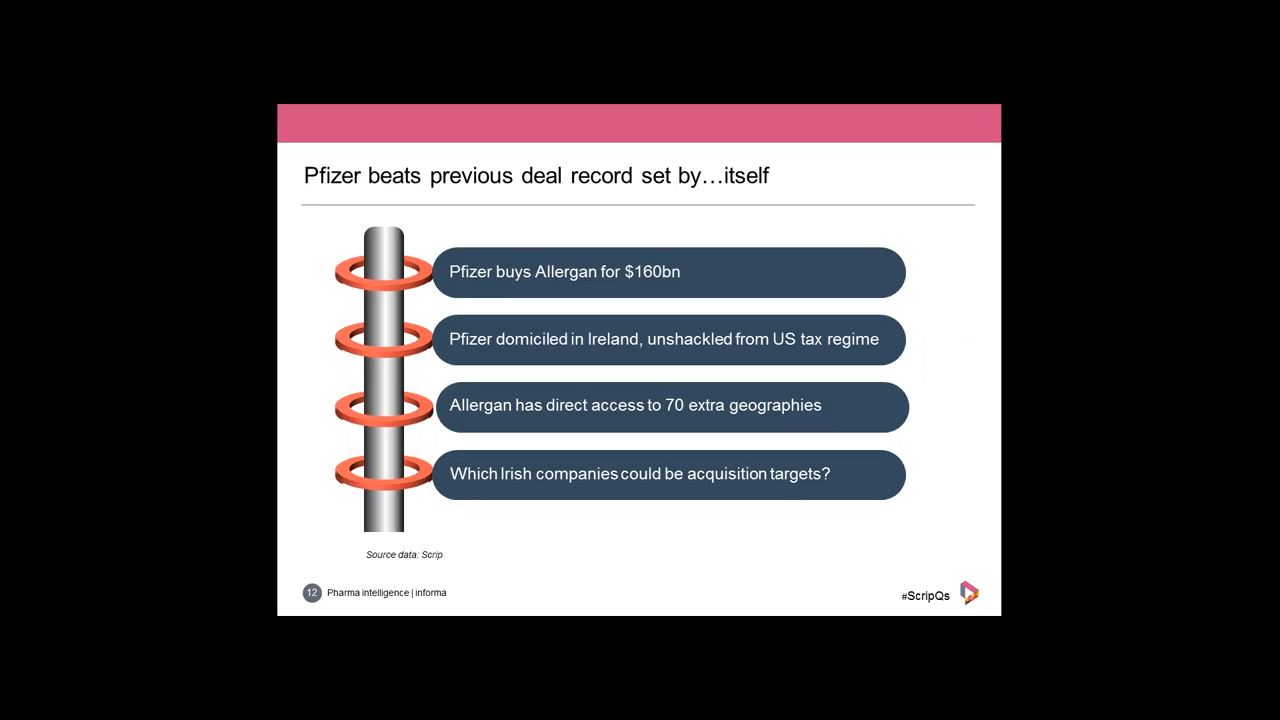 Pfizer beats previous deal record set by…itself
Pfizer buys Allergan for $160bn
Pfizer domiciled in Ireland, unshackled from US tax regime
Allergan has direct access to 70 extra geographies
Which Irish companies could be acquisition targets?
Source data: Scrip
12 Pharma intelligence | informa
#ScripQs